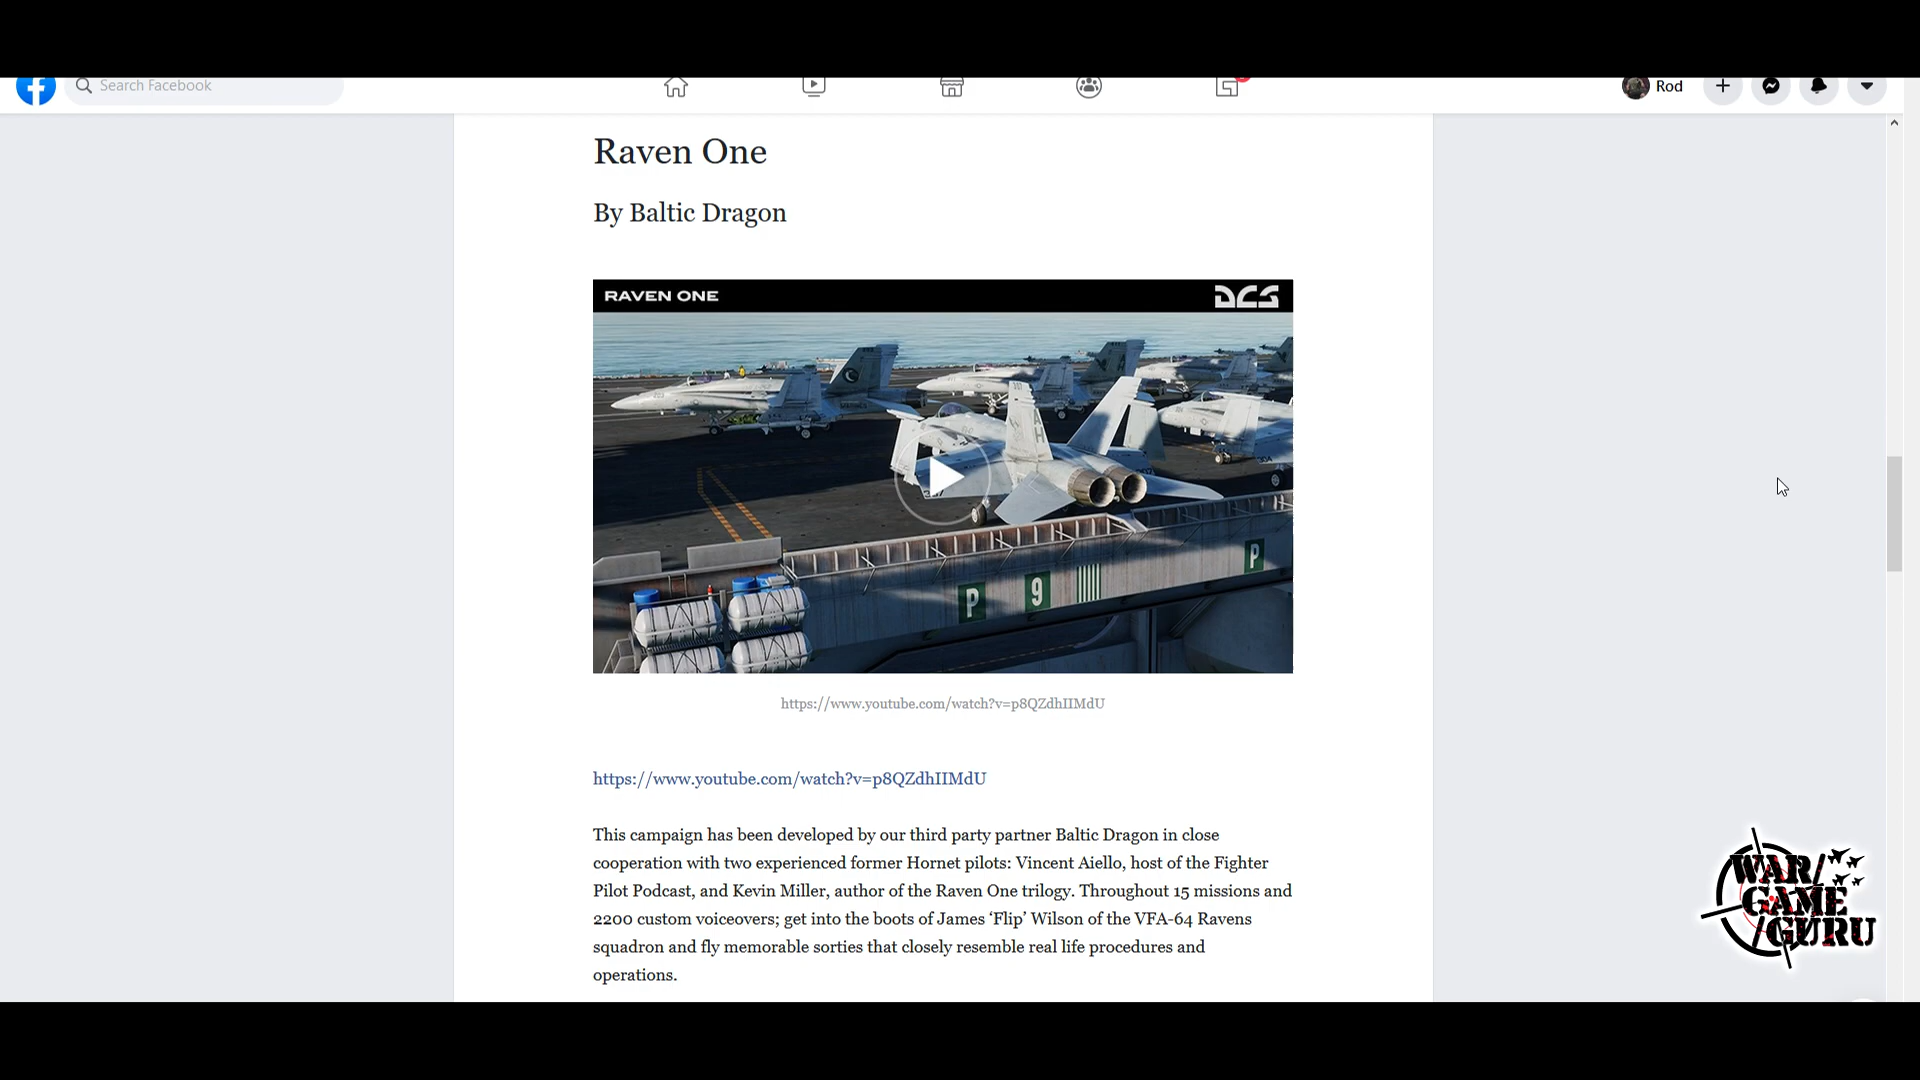 Search Facebook
Rod
Raven One
By Baltic Dragon
RAVEN ONE
DCS
P
9
P
https://www.youtube.com/watch?v=p8QZdhIIMdU
https://www.youtube.com/watch?v=p8QZdhIIMdU
This campaign has been developed by our third party partner Baltic Dragon in close
cooperation with two experienced former Hornet pilots: Vincent Aiello, host of the Fighter
Pilot Podcast, and Kevin Miller, author of the Raven One trilogy. Throughout 15 missions and
2200 custom voiceovers; get into the boots of James ‘Flip’ Wilson of the VFA-64 Ravens
squadron and fly memorable sorties that closely resemble real life procedures and
operations.
WAR
GAME
GURU